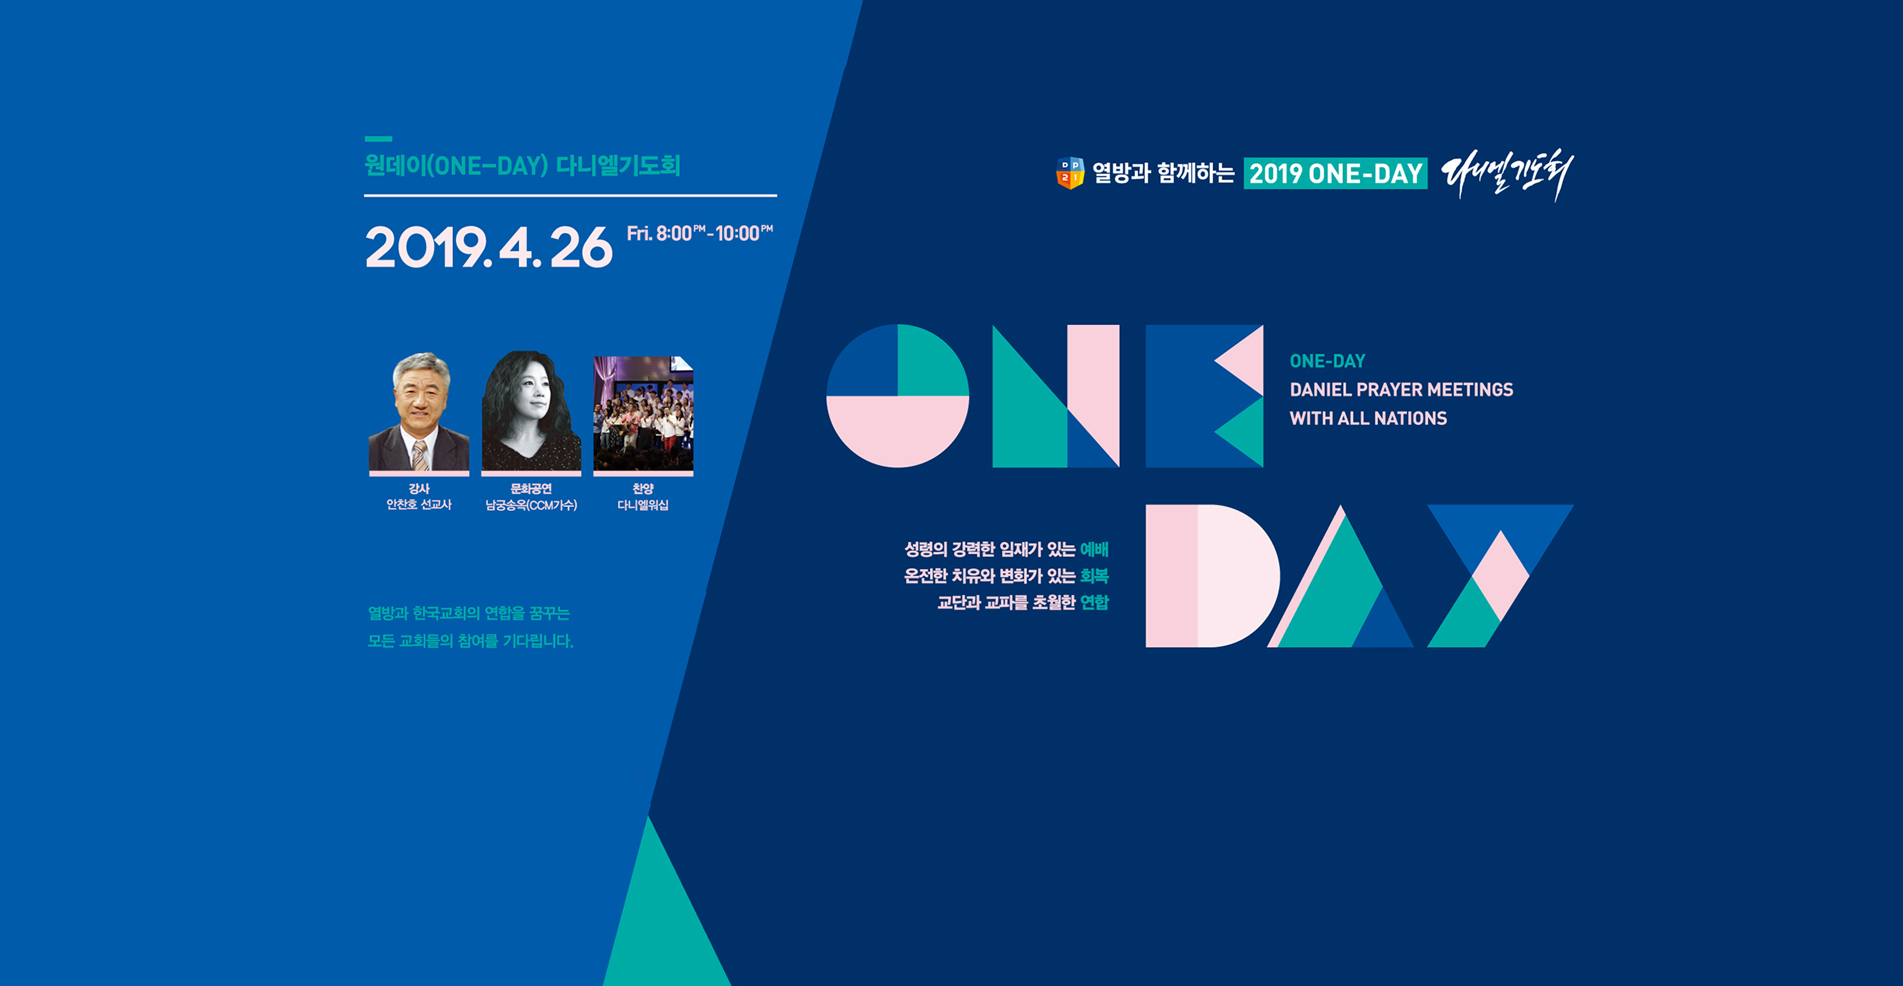 원데이(ONE-DAY) 다니엘기도회
2019. 4. 26 Fri. 8:00PM-10:00PM
강사
안찬호 선교사
문화공연
남궁송옥(CCM가수)
찬양
다니엘워십
열방과 한국교회의 연합을 꿈꾸는
모든 교회들의 참여를 기다립니다.
DP21 열방과 함께하는 2019 ONE-DAY 다니엘기도회
ONE
ONE-DAY
DANIEL PRAYER MEETINGS
WITH ALL NATIONS
성령의 강력한 임재가 있는 예배
온전한 치유와 변화가 있는 회복
교단과 교파를 초월한 연합
DAY